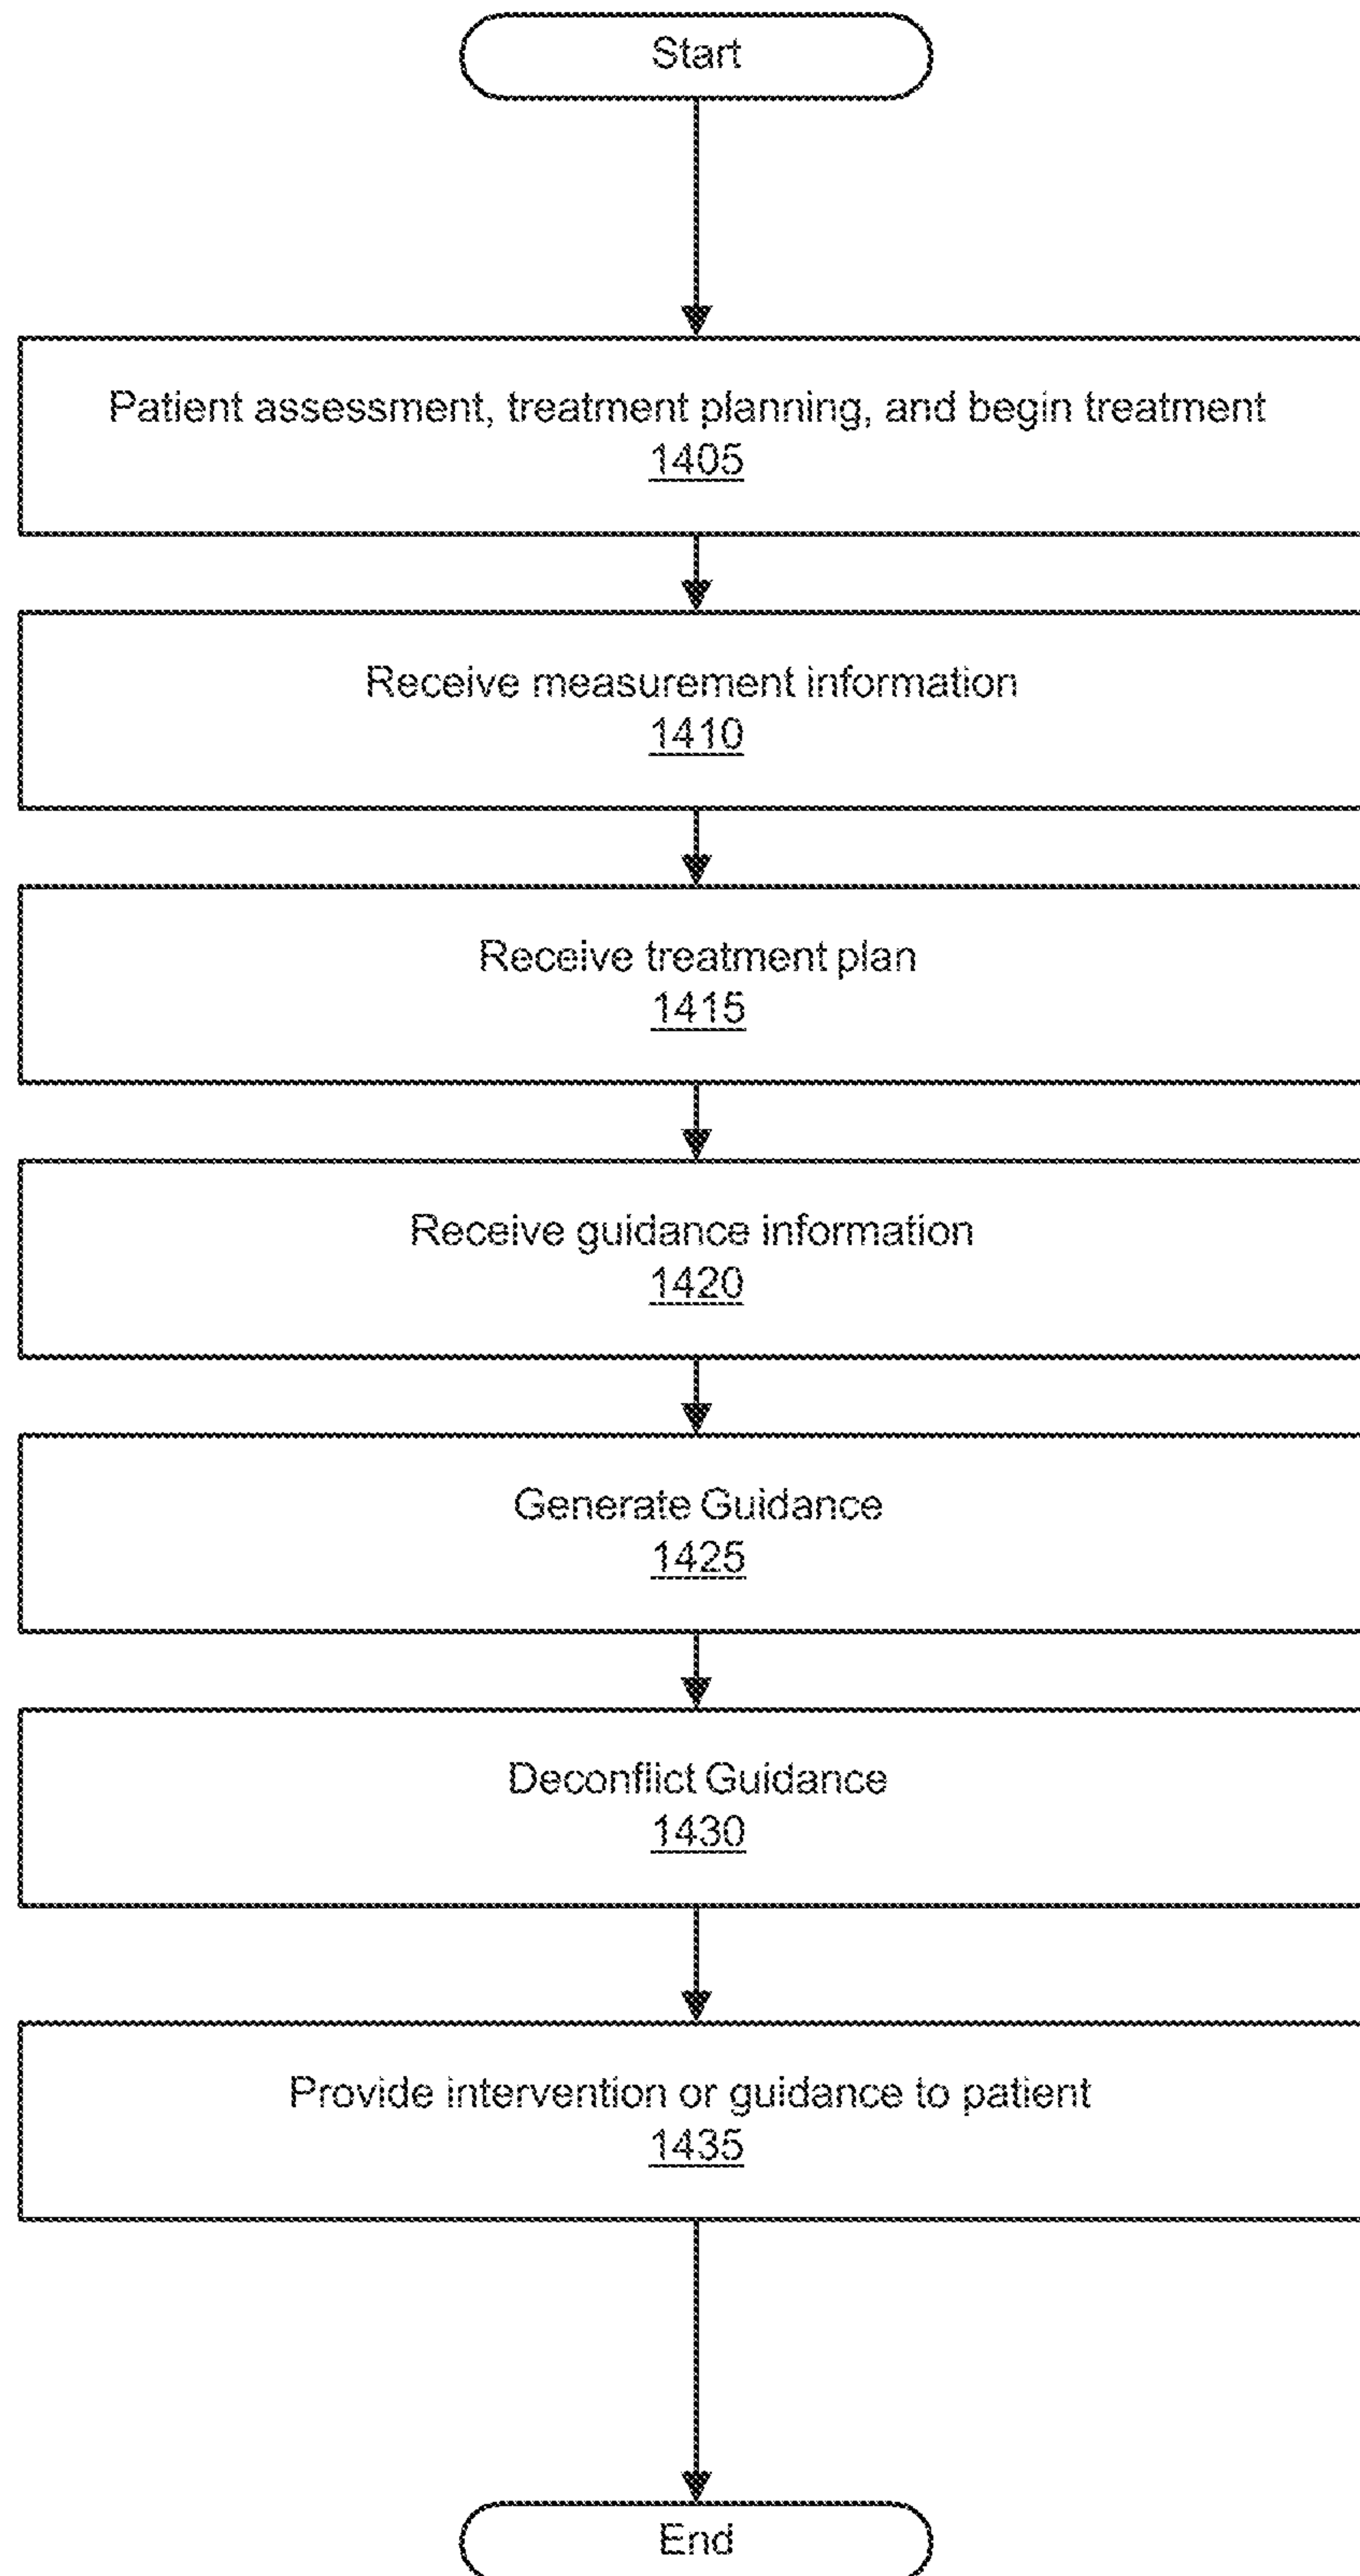 Start
Patient assessment, treatment planning, and begin treatment
1405
Receive measurement information
1410
Receive treatment plan
1415
Receive guidance information
1420
Generate Guidance
1425
Deconflict Guidance
1430
Provide intervention or guidance to patient
1435
End